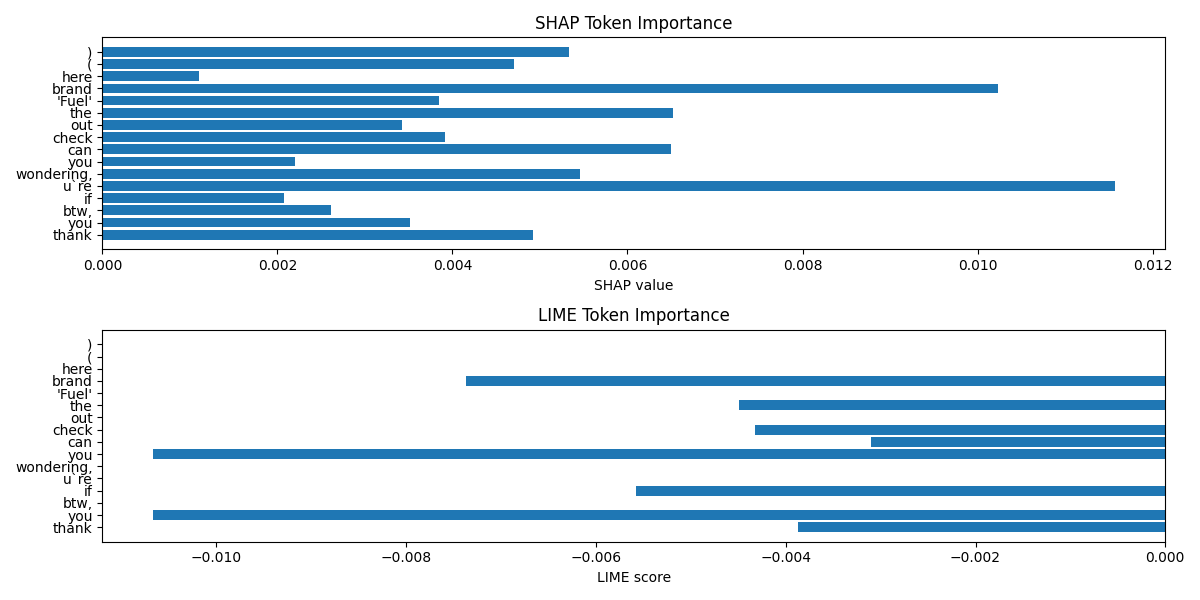 SHAP Token Importance
)
(
here
brand
'Fuel'
the
out
check
can
you
wondering,
u`re
if
btw,
you
thank
0.000 0.002 0.004 0.006 0.008 0.010 0.012
SHAP value
LIME Token Importance
)
(
here
brand
'Fuel'
the
out
check
can
you
wondering,
u`re
if
btw,
you
thank
−0.010 −0.008 −0.006 −0.004 −0.002 0.000
LIME score